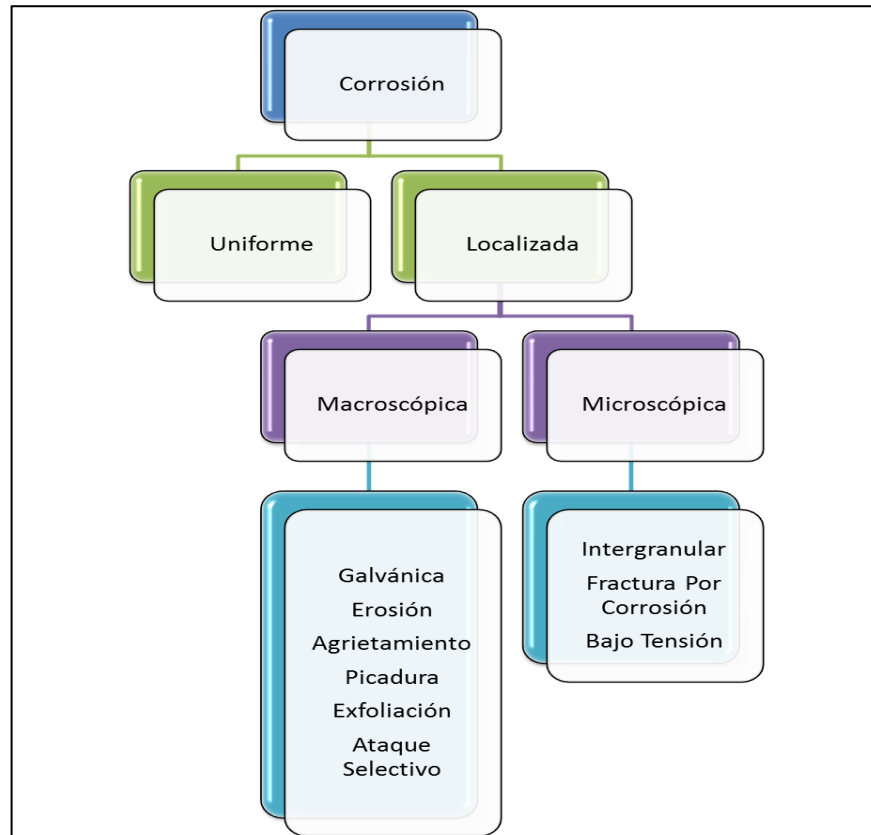 Corrosión
Uniforme
Localizada
Macroscópica
Microscópica
Galvánica
Erosión
Agrietamiento
Picadura
Exfoliación
Ataque
Selectivo
Intergranular
Fractura Por
Corrosión
Bajo Tensión